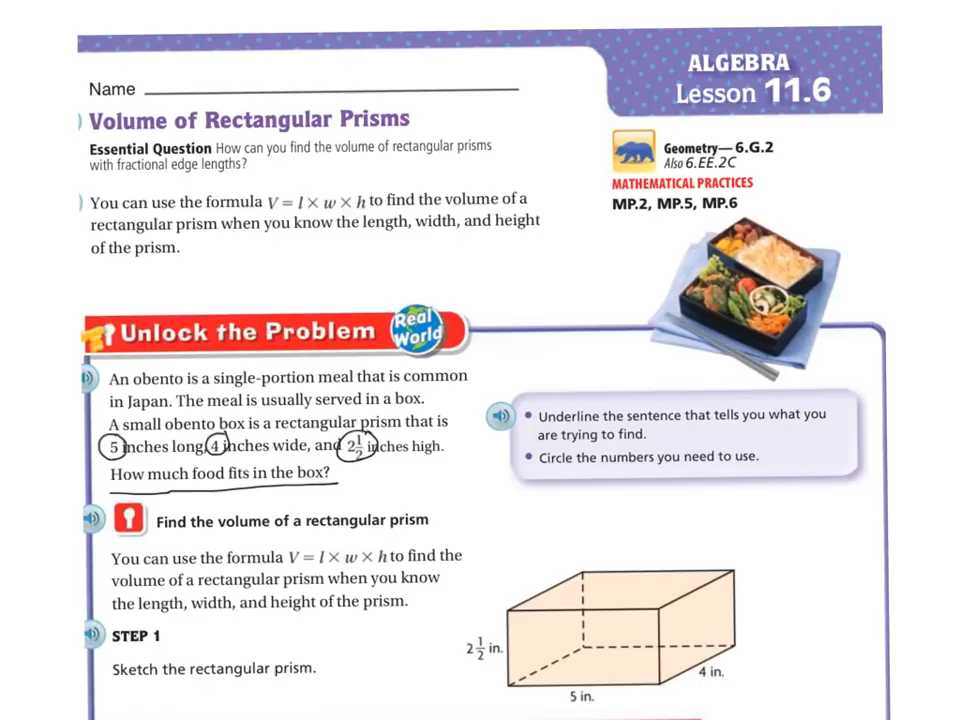 ALGEBRA
Lesson 11.6
Name
Volume of Rectangular Prisms
Essential Question How can you find the volume of rectangular prisms
with fractional edge lengths?
Geometry—6.G.2
Also 6.EE.2C
MATHEMATICAL PRACTICES
MP.2, MP.5, MP.6
You can use the formula V = l × w × h to find the volume of a
rectangular prism when you know the length, width, and height
of the prism.
Unlock the Problem
Real
World
An obento is a single-portion meal that is common
in Japan. The meal is usually served in a box.
A small obento box is a rectangular prism that is
5 inches long, 4 inches wide, and 2 1/2 inches high.
How much food fits in the box?
• Underline the sentence that tells you what you
are trying to find.
• Circle the numbers you need to use.
Find the volume of a rectangular prism
You can use the formula V = l × w × h to find the
volume of a rectangular prism when you know
the length, width, and height of the prism.
STEP 1
Sketch the rectangular prism.
2 1/2 in.
4 in.
5 in.